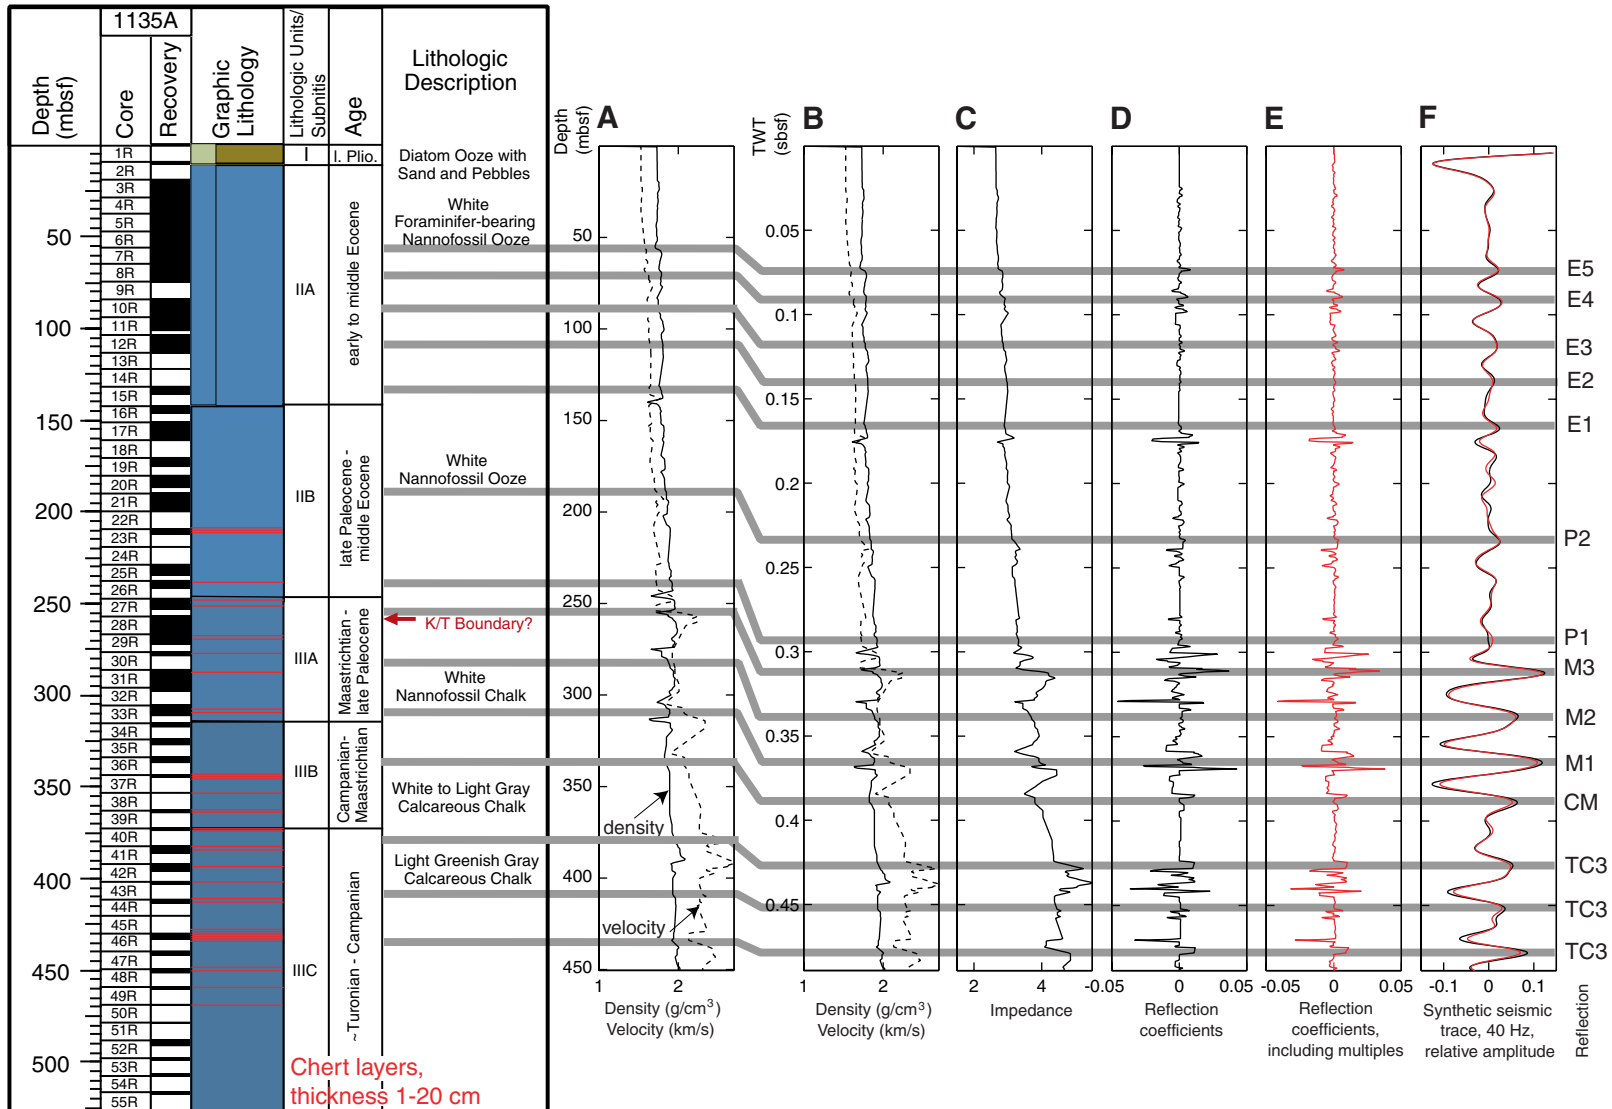 1135A
Depth
(mbsf)
Core
Recovery
Graphic
Lithology
Lithologic Units/
Subnitis
Age
Lithologic
Description
1R
2R
3R
4R
5R
6R
7R
8R
9R
10R
11R
12R
13R
14R
15R
16R
17R
18R
19R
20R
21R
22R
23R
24R
25R
26R
27R
28R
29R
30R
31R
32R
33R
34R
35R
36R
37R
38R
39R
40R
41R
42R
43R
44R
45R
46R
47R
48R
49R
50R
51R
52R
53R
54R
55R
50
100
150
200
250
300
350
400
450
500
I
IIA
IIB
IIIA
IIIB
IIIC
l. Plio.
early to middle Eocene
late Paleocene -
middle Eocene
Maastrichtian -
late Paleocene
Campanian-
Maastrichtian
~ Turonian - Campanian
Diatom Ooze with
Sand and Pebbles
White
Foraminifer-bearing
Nannofossil Ooze
White
Nannofossil Ooze
K/T Boundary?
White
Nannofossil Chalk
White to Light Gray
Calcareous Chalk
Light Greenish Gray
Calcareous Chalk
Chert layers,
thickness 1-20 cm
Depth
(mbsf)
A
50
100
150
200
250
300
350
400
450
density
velocity
1
2
Density (g/cm³)
Velocity (km/s)
TWT
(sbsf)
B
0.05
0.1
0.15
0.2
0.25
0.3
0.35
0.4
0.45
1
2
Density (g/cm³)
Velocity (km/s)
C
2
4
Impedance
D
-0.05
0
0.05
Reflection
coefficients
E
-0.05
0
0.05
Reflection
coefficients,
including multiples
F
-0.1
0
0.1
Synthetic seismic
trace, 40 Hz,
relative amplitude
E5
E4
E3
E2
E1
P2
P1
M3
M2
M1
CM
TC3
TC3
TC3
Reflection